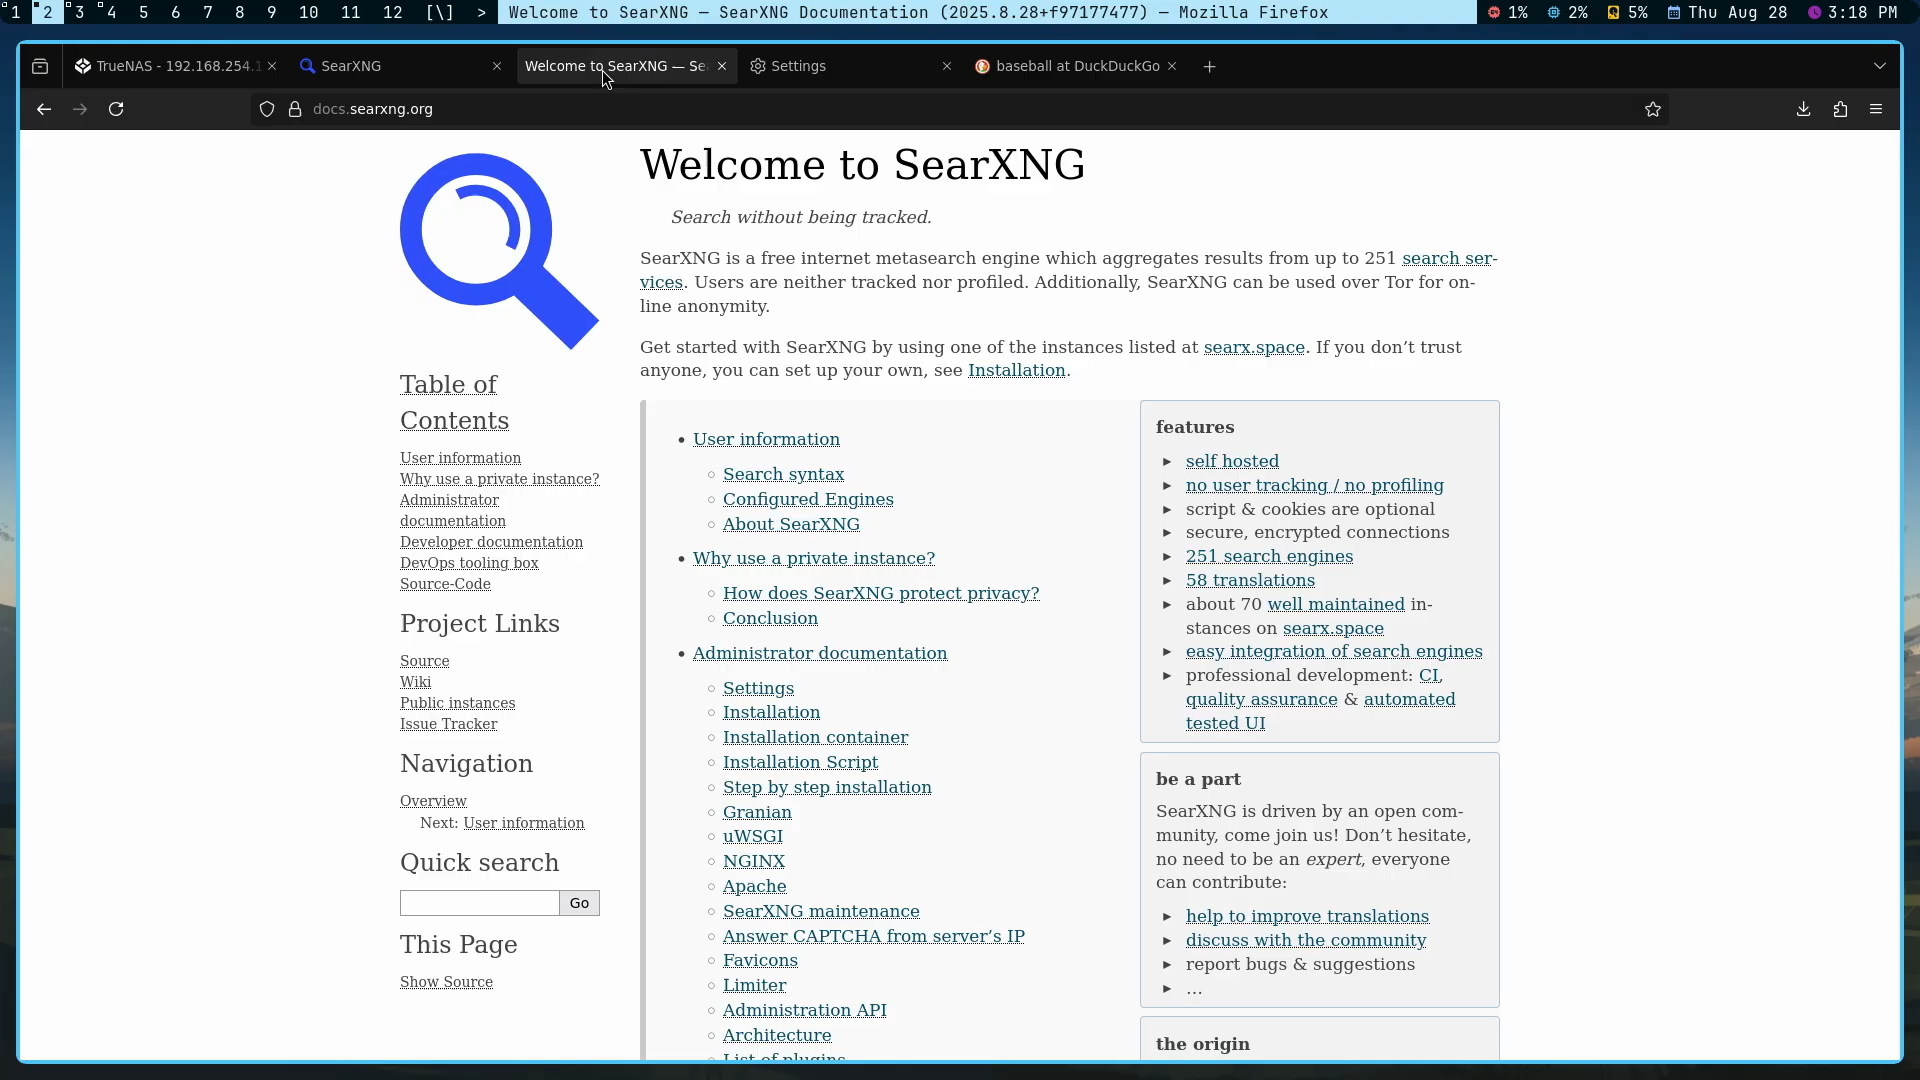 1 2 3 4 5 6 7 8 9 10 11 12 [\] > Welcome to SearXNG — SearXNG Documentation (2025.8.28+f97177477) — Mozilla Firefox 1% 2% 5% Thu Aug 28 3:18 PM
TrueNAS - 192.168.254.1 SearXNG Welcome to SearXNG — Sea Settings baseball at DuckDuckGo
docs.searxng.org
Welcome to SearXNG
Search without being tracked.
SearXNG is a free internet metasearch engine which aggregates results from up to 251 search ser-
vices. Users are neither tracked nor profiled. Additionally, SearXNG can be used over Tor for on-
line anonymity.
Get started with SearXNG by using one of the instances listed at searx.space. If you don’t trust
anyone, you can set up your own, see Installation.
Table of
Contents
User information
Why use a private instance?
Administrator
documentation
Developer documentation
DevOps tooling box
Source-Code
Project Links
Source
Wiki
Public instances
Issue Tracker
Navigation
Overview
Next: User information
Quick search
Go
This Page
Show Source
• User information
◦ Search syntax
◦ Configured Engines
◦ About SearXNG
• Why use a private instance?
◦ How does SearXNG protect privacy?
◦ Conclusion
• Administrator documentation
◦ Settings
◦ Installation
◦ Installation container
◦ Installation Script
◦ Step by step installation
◦ Granian
◦ uWSGI
◦ NGINX
◦ Apache
◦ SearXNG maintenance
◦ Answer CAPTCHA from server’s IP
◦ Favicons
◦ Limiter
◦ Administration API
◦ Architecture
◦ List of plugins
features
‣ self hosted
‣ no user tracking / no profiling
‣ script & cookies are optional
‣ secure, encrypted connections
‣ 251 search engines
‣ 58 translations
‣ about 70 well maintained in-
stances on searx.space
‣ easy integration of search engines
‣ professional development: CI,
quality assurance & automated
tested UI
be a part
SearXNG is driven by an open com-
munity, come join us! Don’t hesitate,
no need to be an expert, everyone
can contribute:
‣ help to improve translations
‣ discuss with the community
‣ report bugs & suggestions
‣ …
the origin